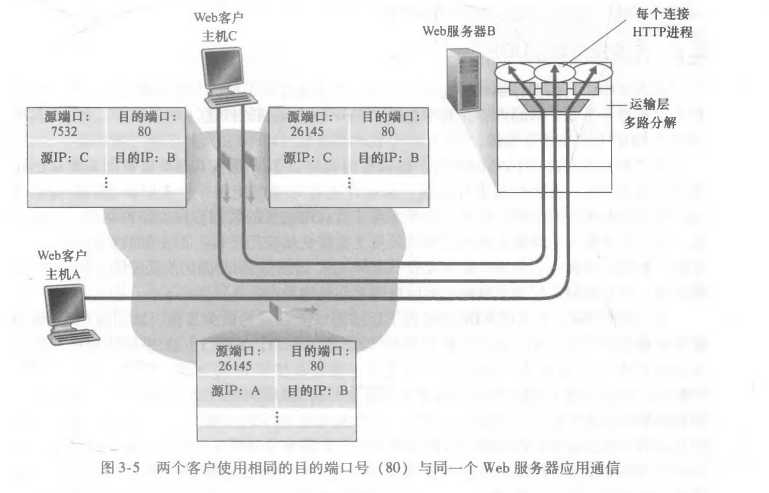 Web客户
主机C
Web服务器B
每个连接
HTTP进程
运输层
多路分解
源端口:
7532
目的端口:
80
源IP: C
目的IP: B
⋮
源端口:
26145
目的端口:
80
源IP: C
目的IP: B
⋮
Web客户
主机A
源端口:
26145
目的端口:
80
源IP: A
目的IP: B
⋮
图 3-5 两个客户使用相同的目的端口号（80）与同一个 Web 服务器应用通信